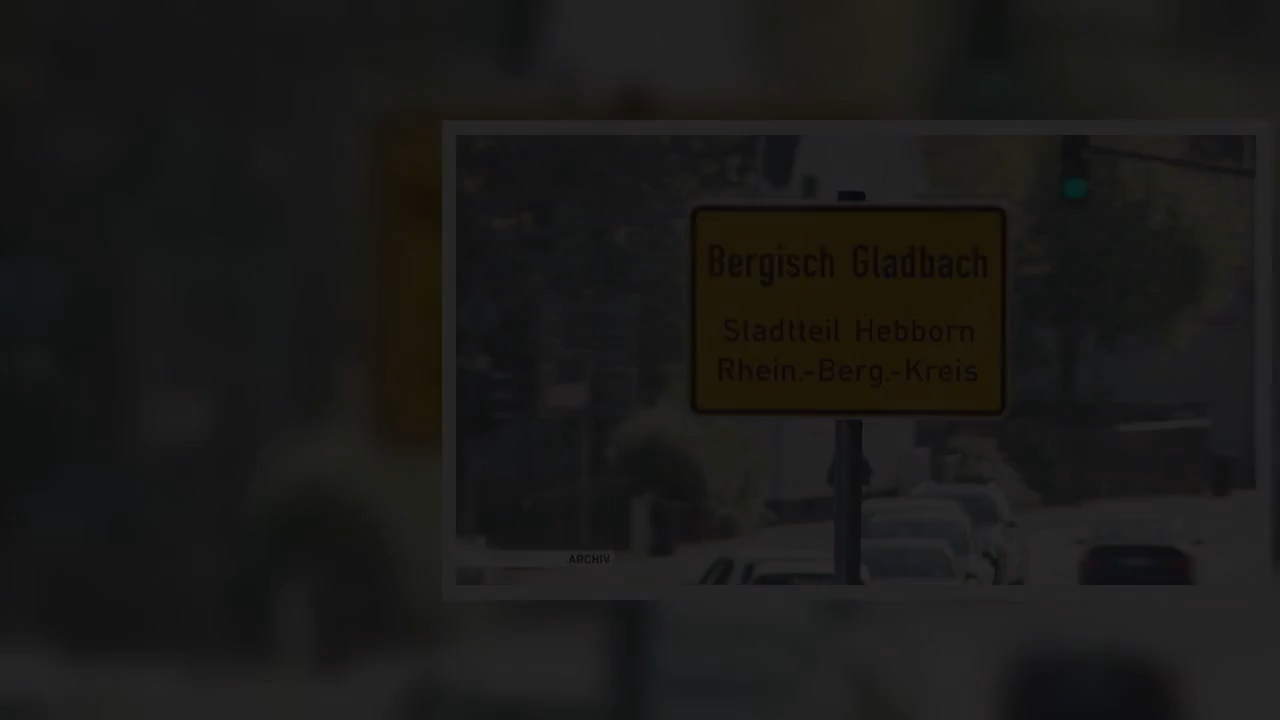 Bergisch Gladbach
Stadtteil Hebborn
Rhein.-Berg.-Kreis
ARCHIV